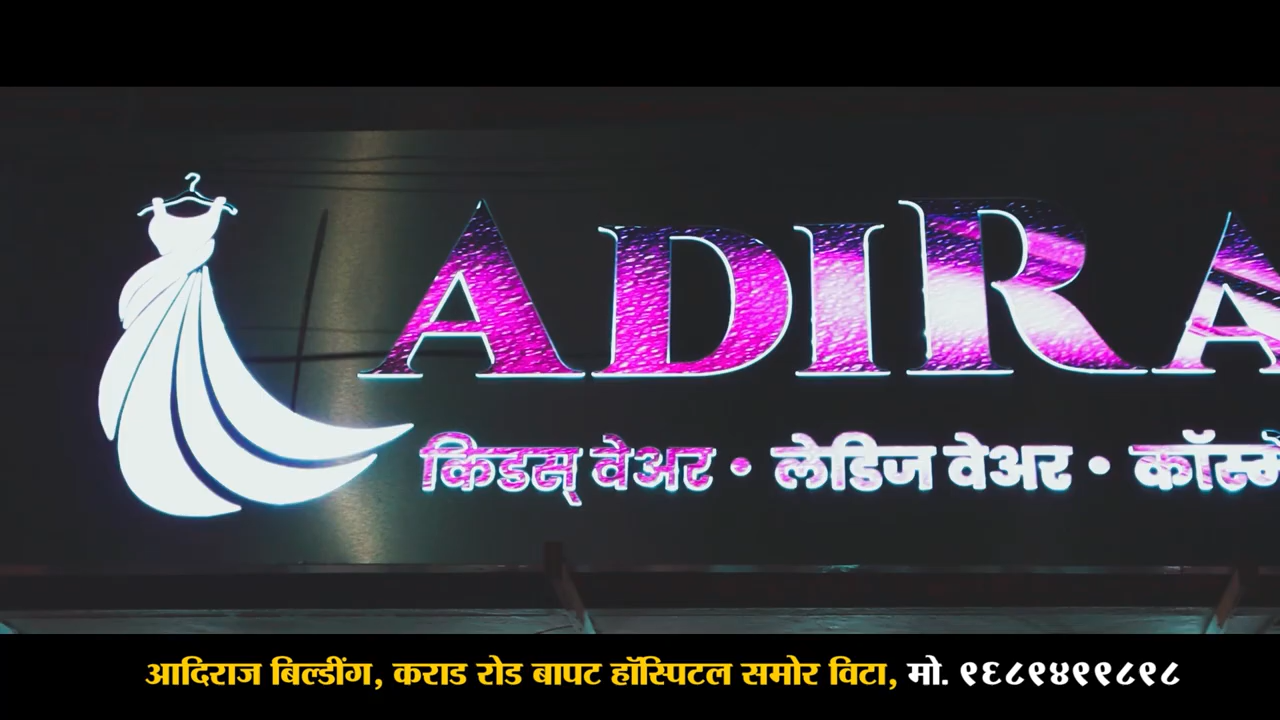 ADIRA
किडस् वेअर • लेडिज वेअर •
आदिराज बिल्डींग, कराड रोड बापट हॉस्पिटल समोर विटा, मो. ९६८९४९९८९८